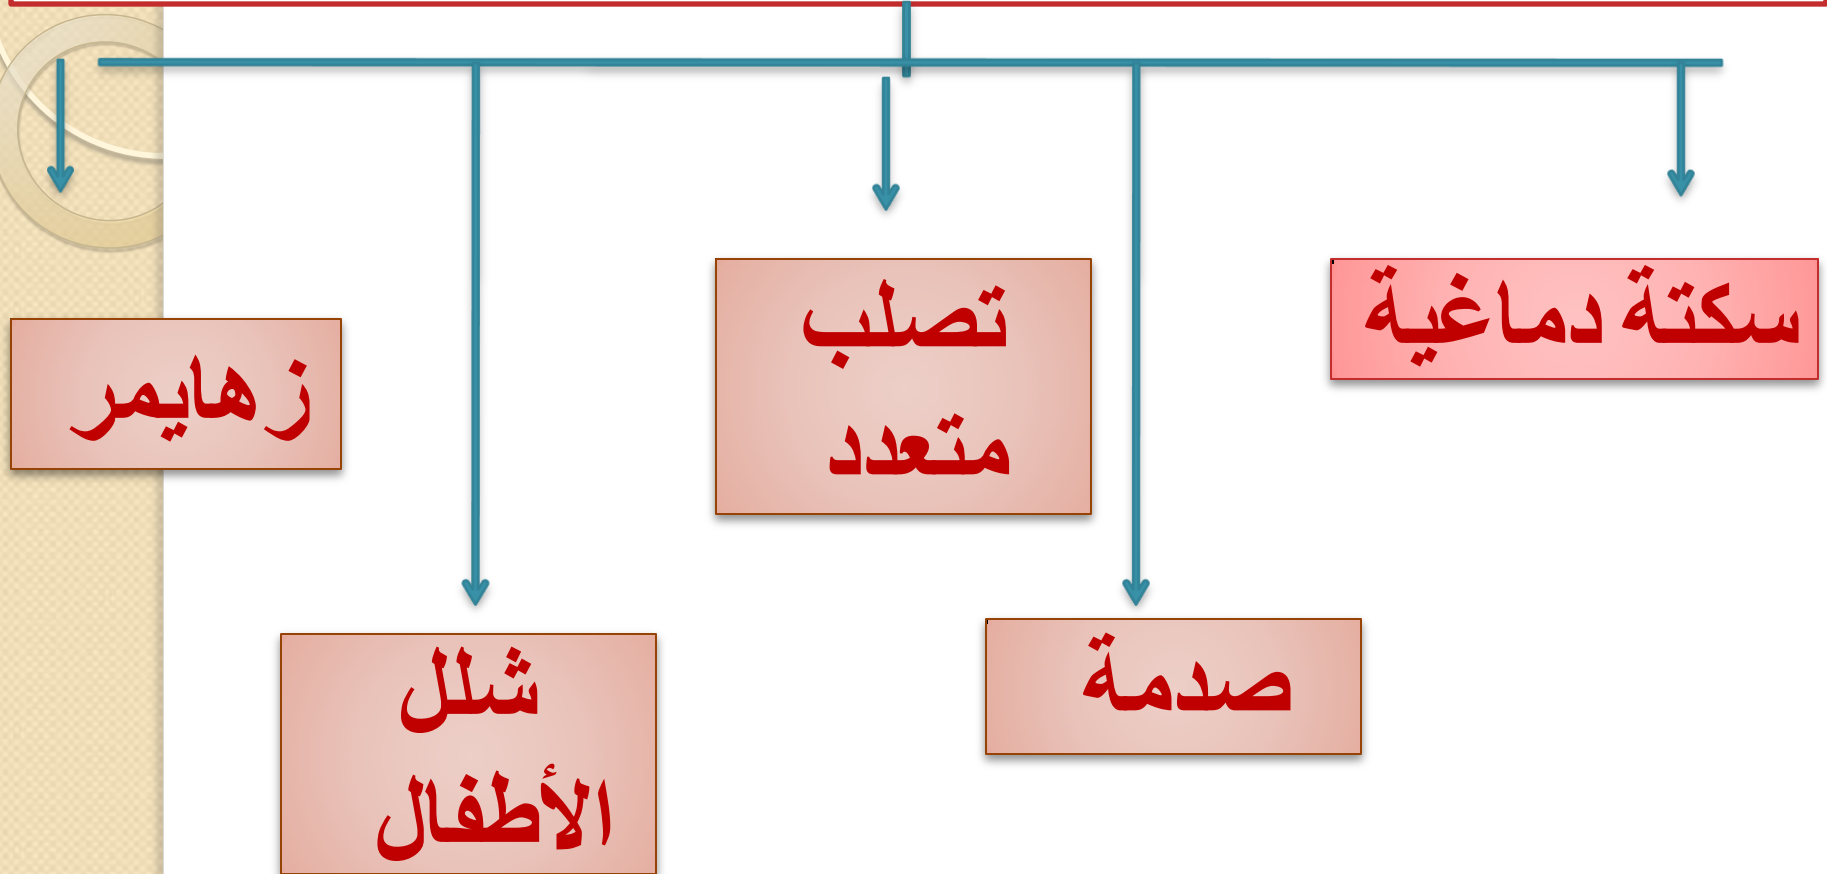 سكتة دماغية
تصلب
متعدد
زهايمر
صدمة
شلل
الأطفال